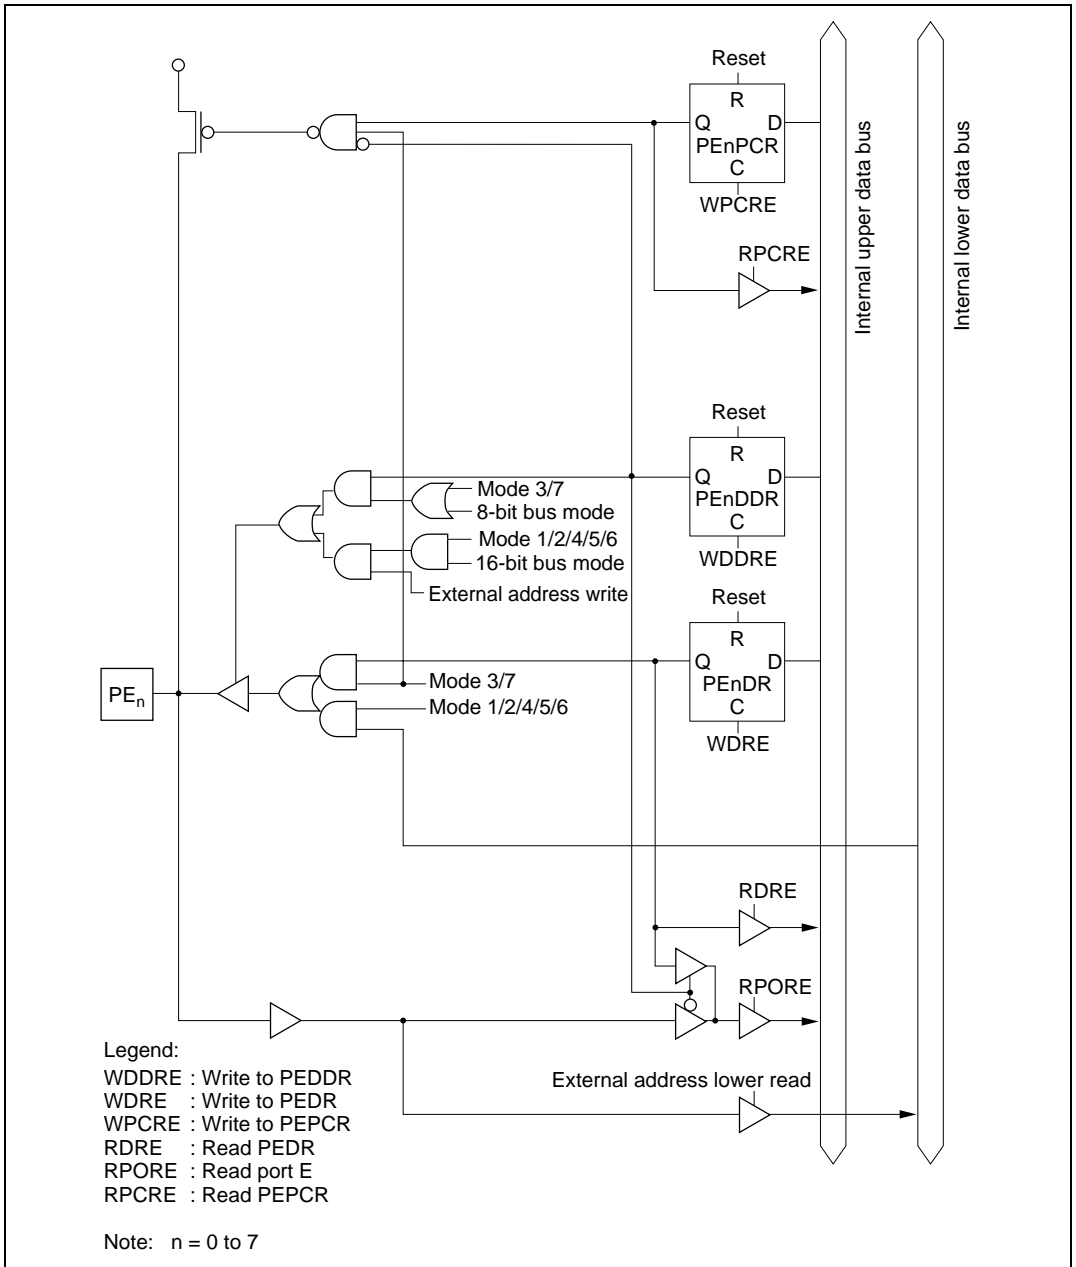 Reset
R
Q D
PEnPCR
C
WPCRE
RPCRE
Internal upper data bus
Internal lower data bus
Reset
R
Q D
PEnDDR
C
WDDRE
Mode 3/7
8-bit bus mode
Mode 1/2/4/5/6
16-bit bus mode
External address write
Reset
R
Q D
PEnDR
C
WDRE
Mode 3/7
Mode 1/2/4/5/6
PEn
RDRE
RPORE
External address lower read
Legend:
WDDRE : Write to PEDDR
WDRE : Write to PEDR
WPCRE : Write to PEPCR
RDRE : Read PEDR
RPORE : Read port E
RPCRE : Read PEPCR
Note: n = 0 to 7